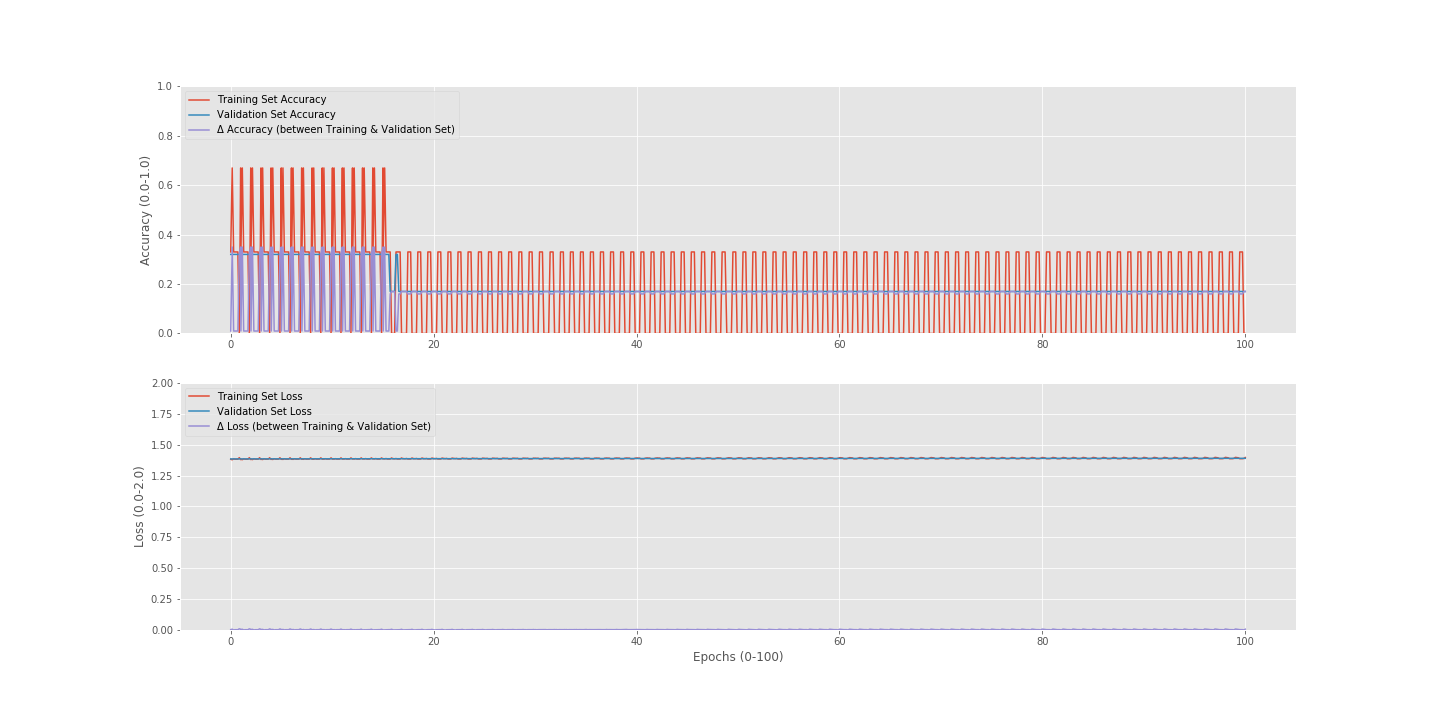 1.0
0.8
0.6
0.4
0.2
0.0
Accuracy (0.0-1.0)
Training Set Accuracy
Validation Set Accuracy
Δ Accuracy (between Training & Validation Set)
0 20 40 60 80 100
2.00
1.75
1.50
1.25
1.00
0.75
0.50
0.25
0.00
Loss (0.0-2.0)
Training Set Loss
Validation Set Loss
Δ Loss (between Training & Validation Set)
0 20 40 60 80 100
Epochs (0-100)